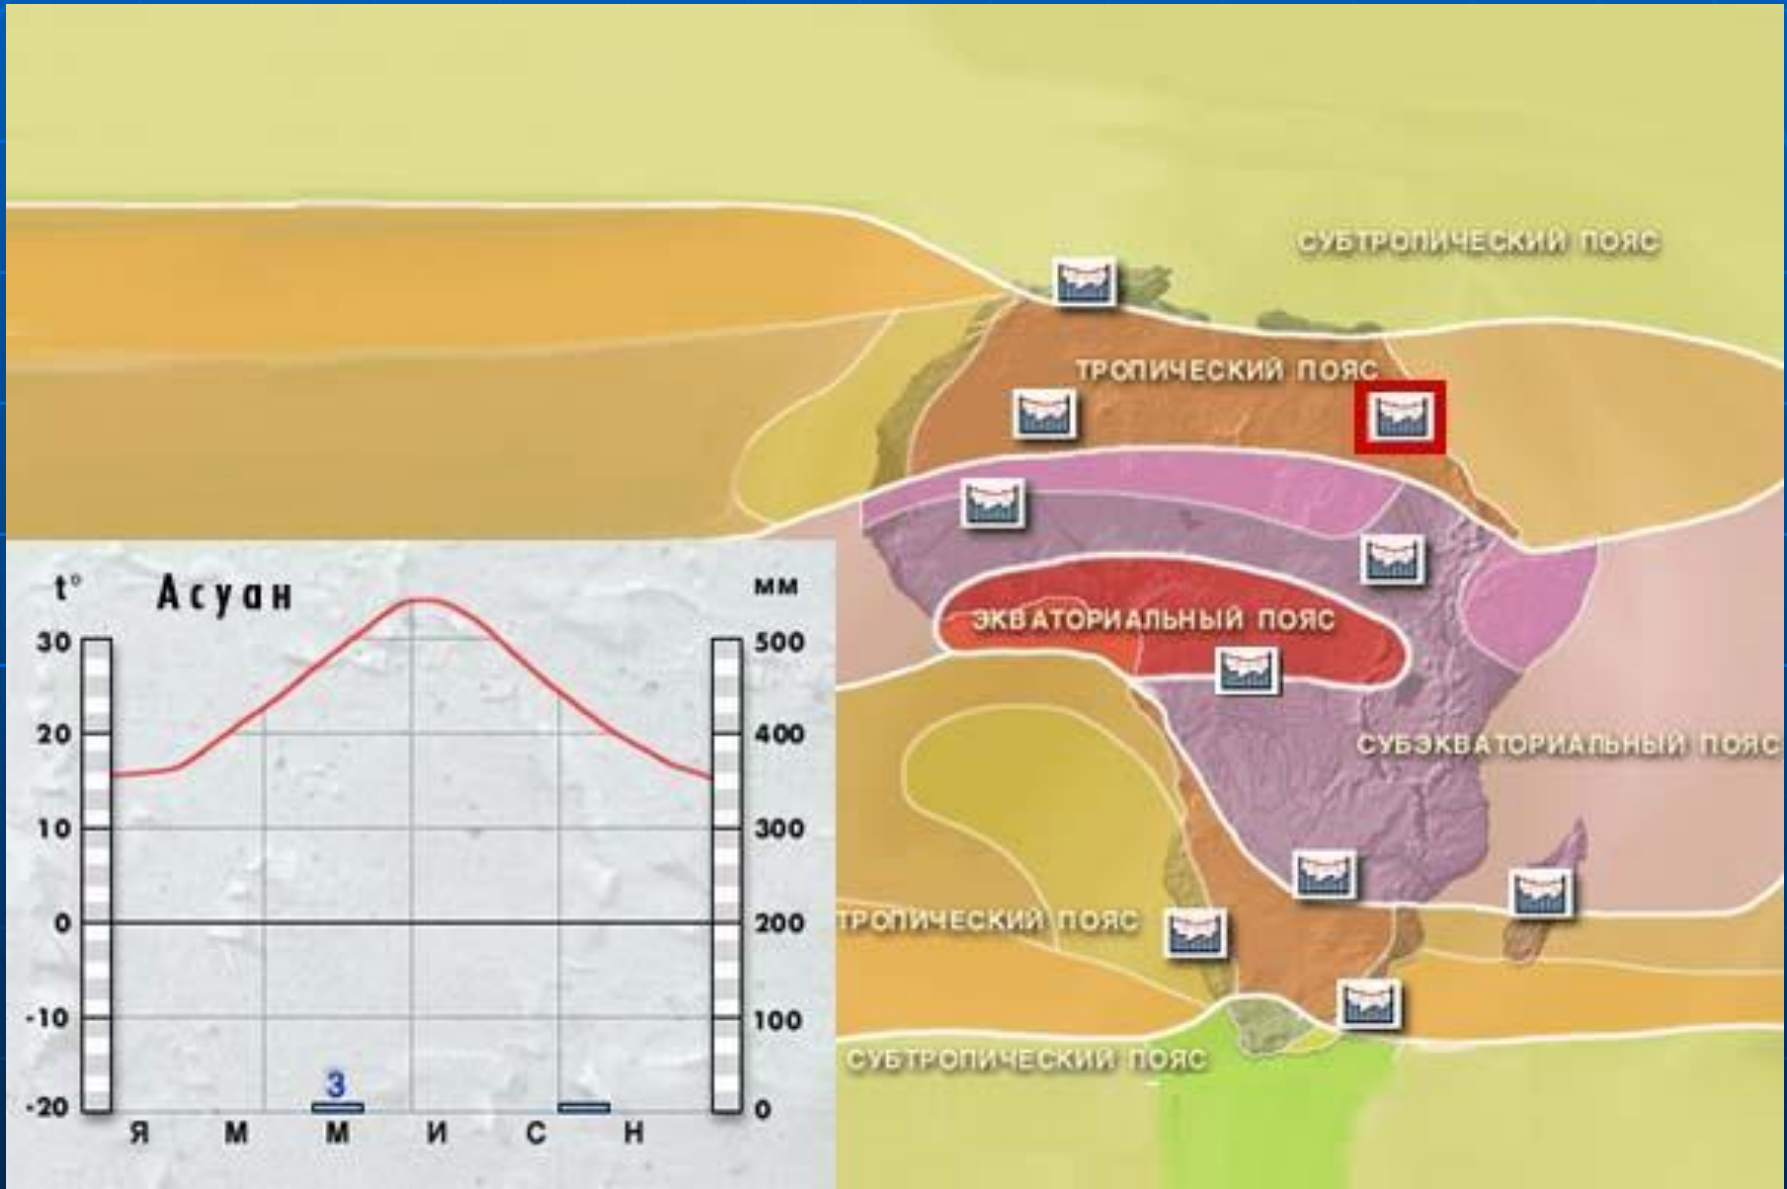 СУБТРОПИЧЕСКИЙ ПОЯС
ТРОПИЧЕСКИЙ ПОЯС
ЭКВАТОРИАЛЬНЫЙ ПОЯС
СУБЭКВАТОРИАЛЬНЫЙ ПОЯС
ТРОПИЧЕСКИЙ ПОЯС
СУБТРОПИЧЕСКИЙ ПОЯС
t° Асуан мм
30 500
20 400
10 300
0 200
-10 100
-20 0
3
Я М М И С Н